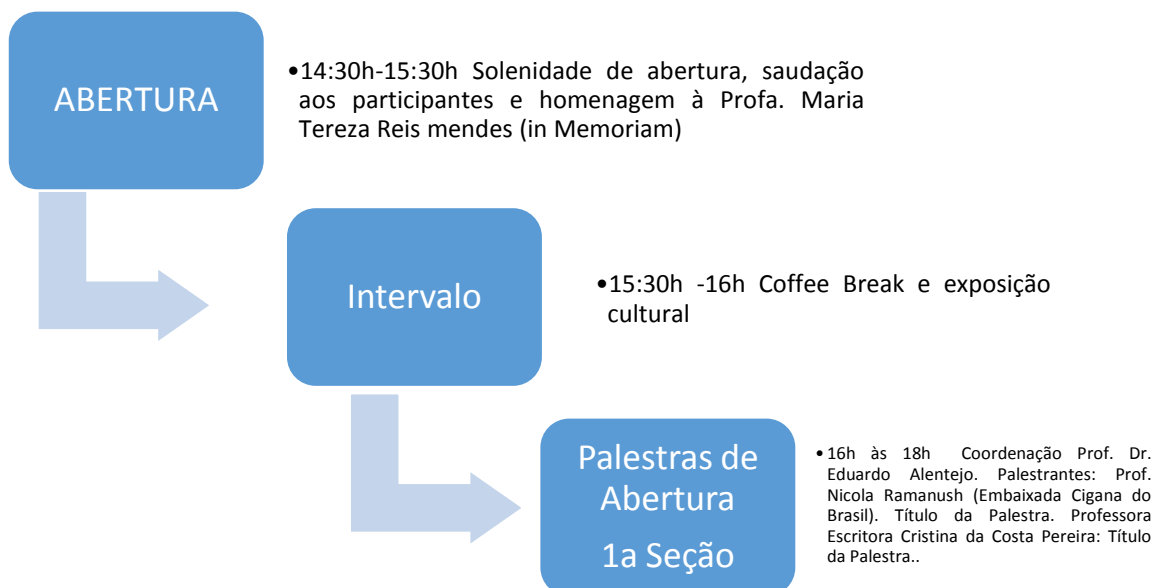 ABERTURA
•14:30h-15:30h Solenidade de abertura, saudação
aos participantes e homenagem à Profa. Maria
Tereza Reis mendes (in Memoriam)
Intervalo
•15:30h -16h Coffee Break e exposição
cultural
Palestras de
Abertura
1a Seção
•16h às 18h Coordenação Prof. Dr.
Eduardo Alentejo. Palestrantes: Prof.
Nicola Ramanush (Embaixada Cigana do
Brasil). Título da Palestra. Professora
Escritora Cristina da Costa Pereira: Título
da Palestra..